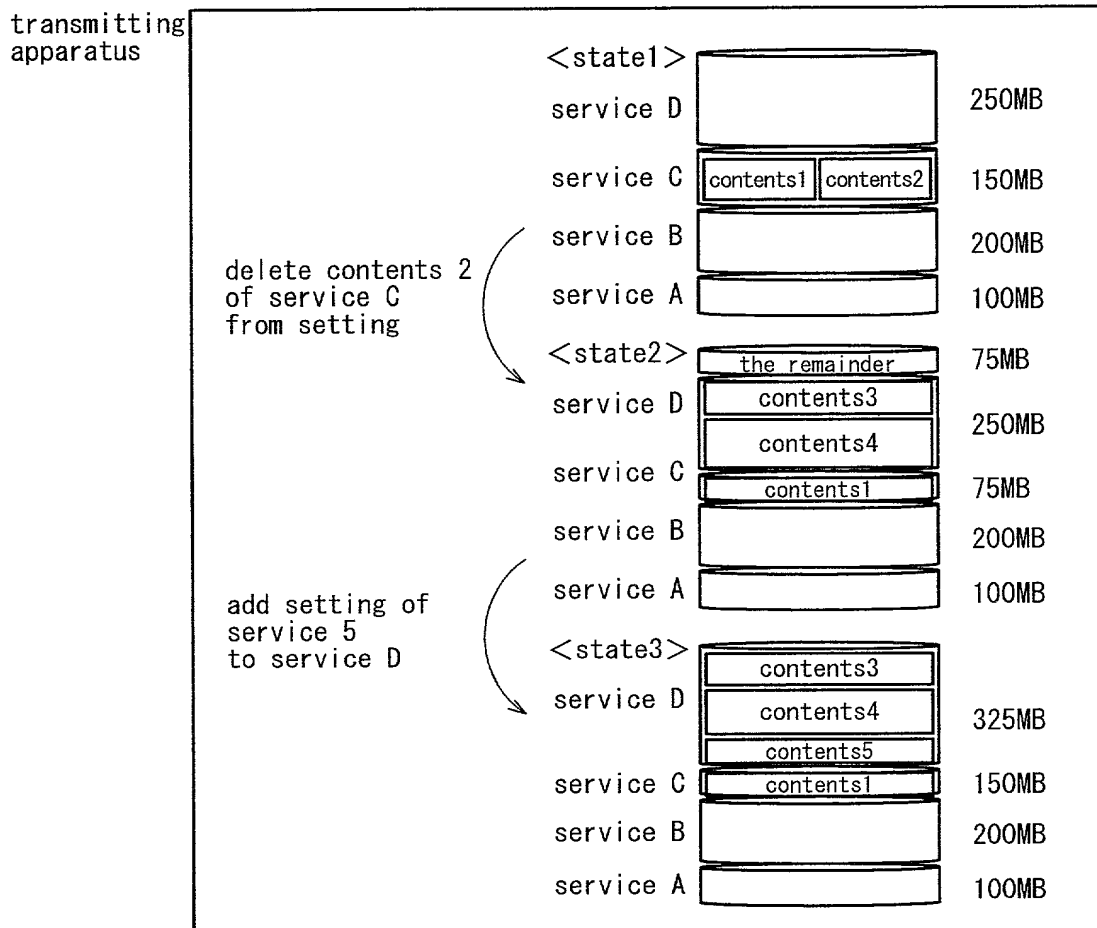 transmitting
apparatus
<state1>
service D 250MB
service C contents1 contents2 150MB
service B 200MB
service A 100MB
delete contents 2
of service C
from setting
<state2> the remainder 75MB
service D contents3
250MB
contents4
service C contents1 75MB
service B 200MB
service A 100MB
add setting of
service 5
to service D
<state3>
contents3
service D contents4 325MB
contents5
service C contents1 150MB
service B 200MB
service A 100MB